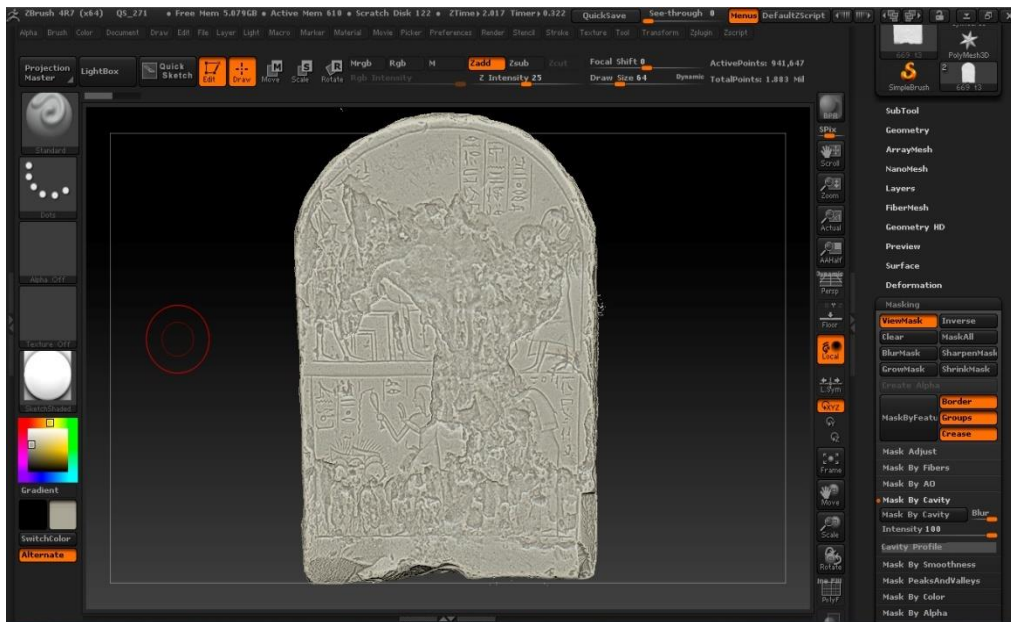 ZBrush 4R7 (x64) QS_271 • Free Mem 5.079GB • Active Mem 610 • Scratch Disk 122 • ZTime▸2.017 Timer▸0.322 QuickSave See-through 0 Menus DefaultZScript
Alpha Brush Color Document Draw Edit File Layer Light Macro Marker Material Movie Picker Preferences Render Stencil Stroke Texture Tool Transform Zplugin Zscript
Projection Master
LightBox
Quick Sketch
Edit
Draw
Move
Scale
Rotate
Mrgb Rgb M
Rgb Intensity
Zadd Zsub Zcut
Z Intensity 25
Focal Shift 0
Draw Size 64 Dynamic
ActivePoints: 941,647
TotalPoints: 1.883 Mil
Standard
Dots
Alpha Off
Texture Off
SketchShaded
Gradient
SwitchColor
Alternate
BPR
SPix
Scroll
Zoom
Actual
AAHalf
Dynamic
Persp
Floor
Local
L.Sym
XYZ
Frame
Move
Scale
Rotate
PolyF
669_t3
PolyMesh3D
SimpleBrush
2
669_t3
SubTool
Geometry
ArrayMesh
NanoMesh
Layers
FiberMesh
Geometry HD
Preview
Surface
Deformation
Masking
ViewMask Inverse
Clear MaskAll
BlurMask SharpenMask
GrowMask ShrinkMask
Create Alpha
MaskByFeatu
Border
Groups
Crease
Mask Adjust
Mask By Fibers
Mask By AO
Mask By Cavity
Mask By Cavity Blur
Intensity 100
Cavity Profile
Mask By Smoothness
Mask PeaksAndValleys
Mask By Color
Mask By Alpha